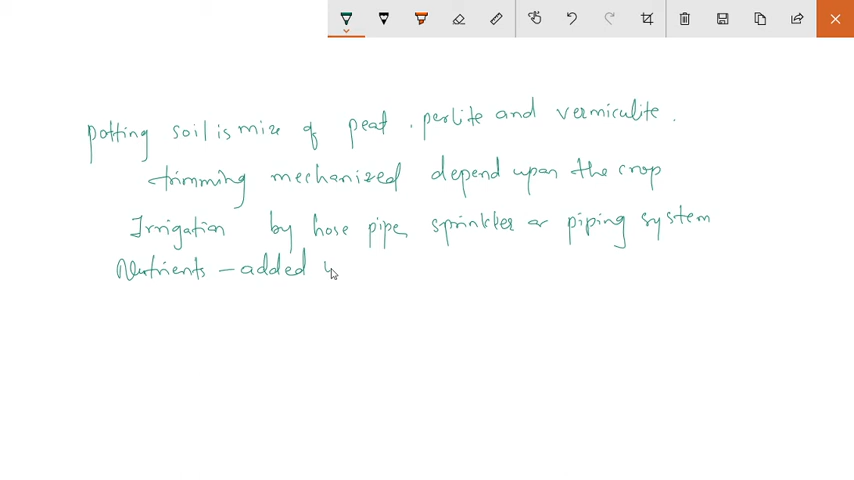 potting soil is mix of peat . perlite and vermiculite .
trimming mechanized depend upon the crop
Irrigation by hose pipe, sprinkler or piping system
Nutrients - added